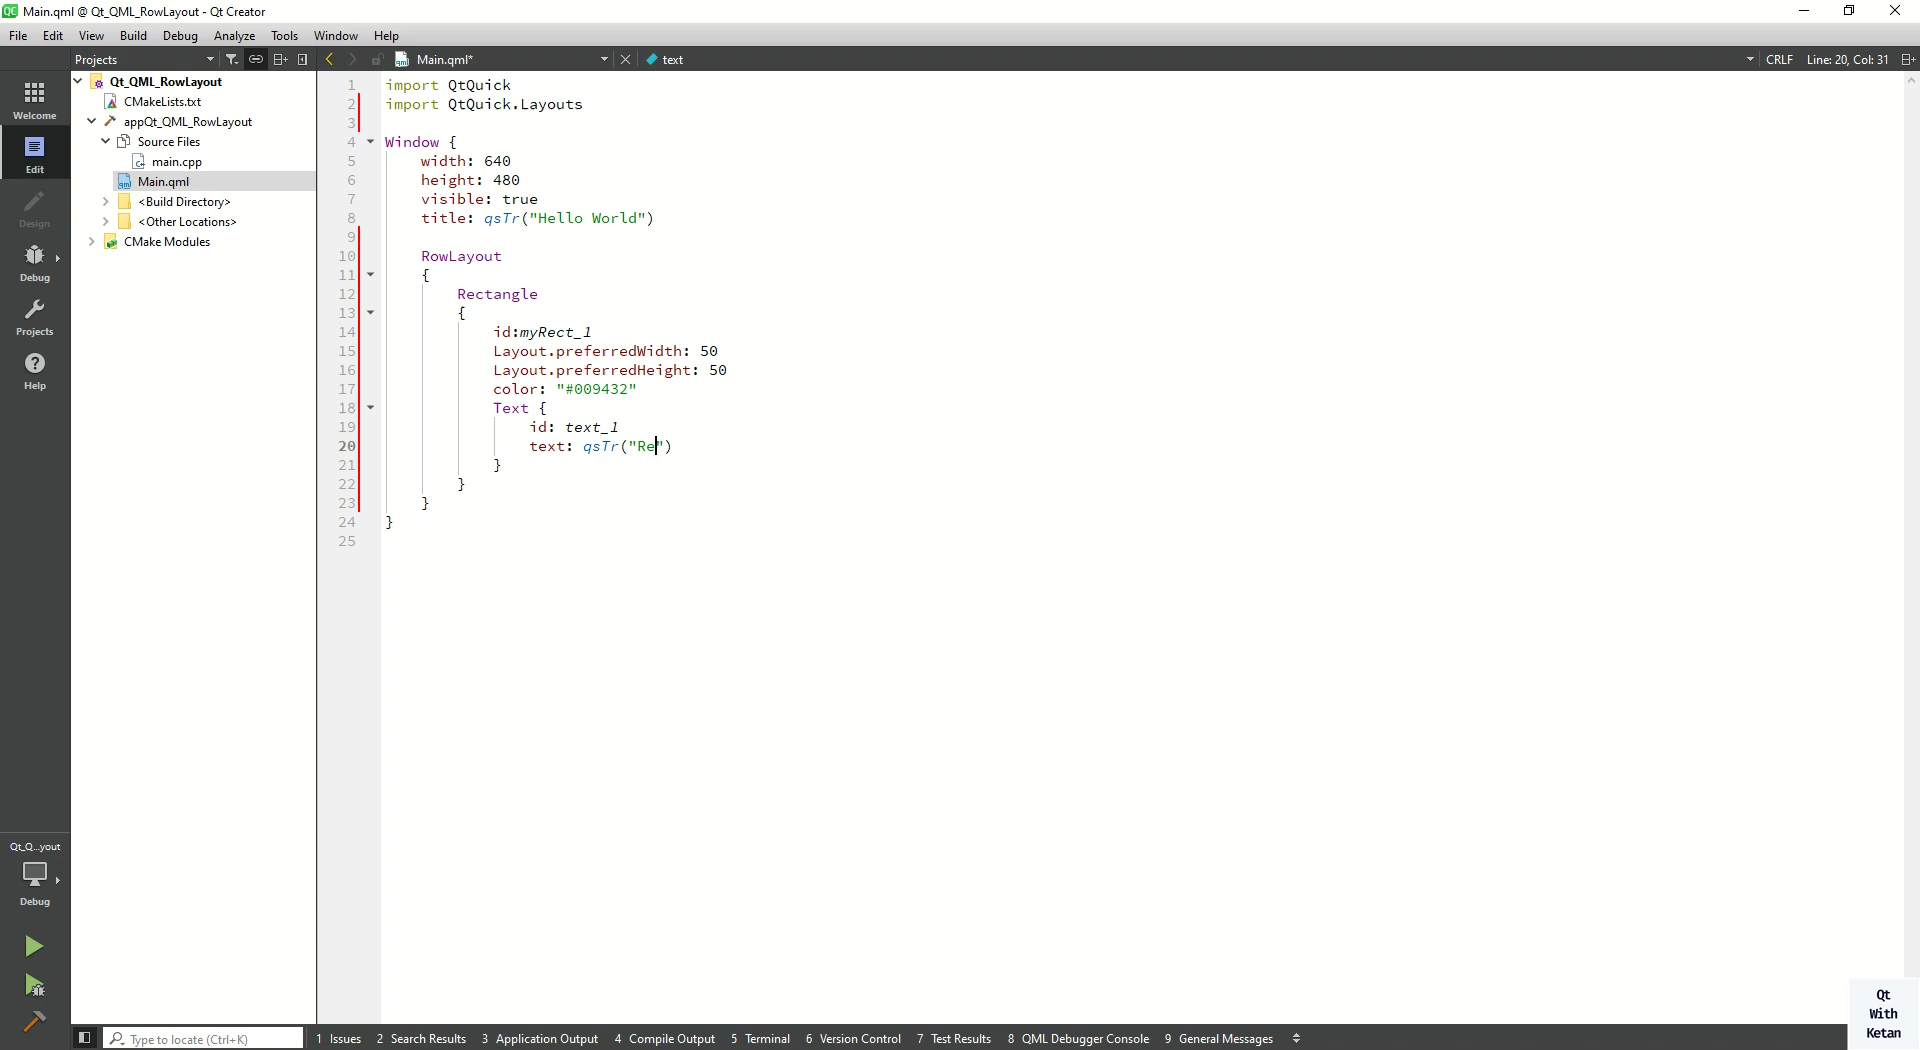 Main.qml @ Qt_QML_RowLayout - Qt Creator
File Edit View Build Debug Analyze Tools Window Help
Projects
Main.qml*
text
CRLF
Line: 20, Col: 31
Welcome
Edit
Design
Debug
Projects
Help
Qt_QML_RowLayout
CMakeLists.txt
appQt_QML_RowLayout
Source Files
main.cpp
Main.qml
<Build Directory>
<Other Locations>
CMake Modules
1 import QtQuick
2 import QtQuick.Layouts
3
4 Window {
5     width: 640
6     height: 480
7     visible: true
8     title: qsTr("Hello World")
9
10     RowLayout
11     {
12         Rectangle
13         {
14             id:myRect_1
15             Layout.preferredWidth: 50
16             Layout.preferredHeight: 50
17             color: "#009432"
18             Text {
19                 id: text_1
20                 text: qsTr("Re")
21             }
22         }
23     }
24 }
25
Qt_Q...yout
Debug
Type to locate (Ctrl+K)
1 Issues 2 Search Results 3 Application Output 4 Compile Output 5 Terminal 6 Version Control 7 Test Results 8 QML Debugger Console 9 General Messages
Qt
With
Ketan